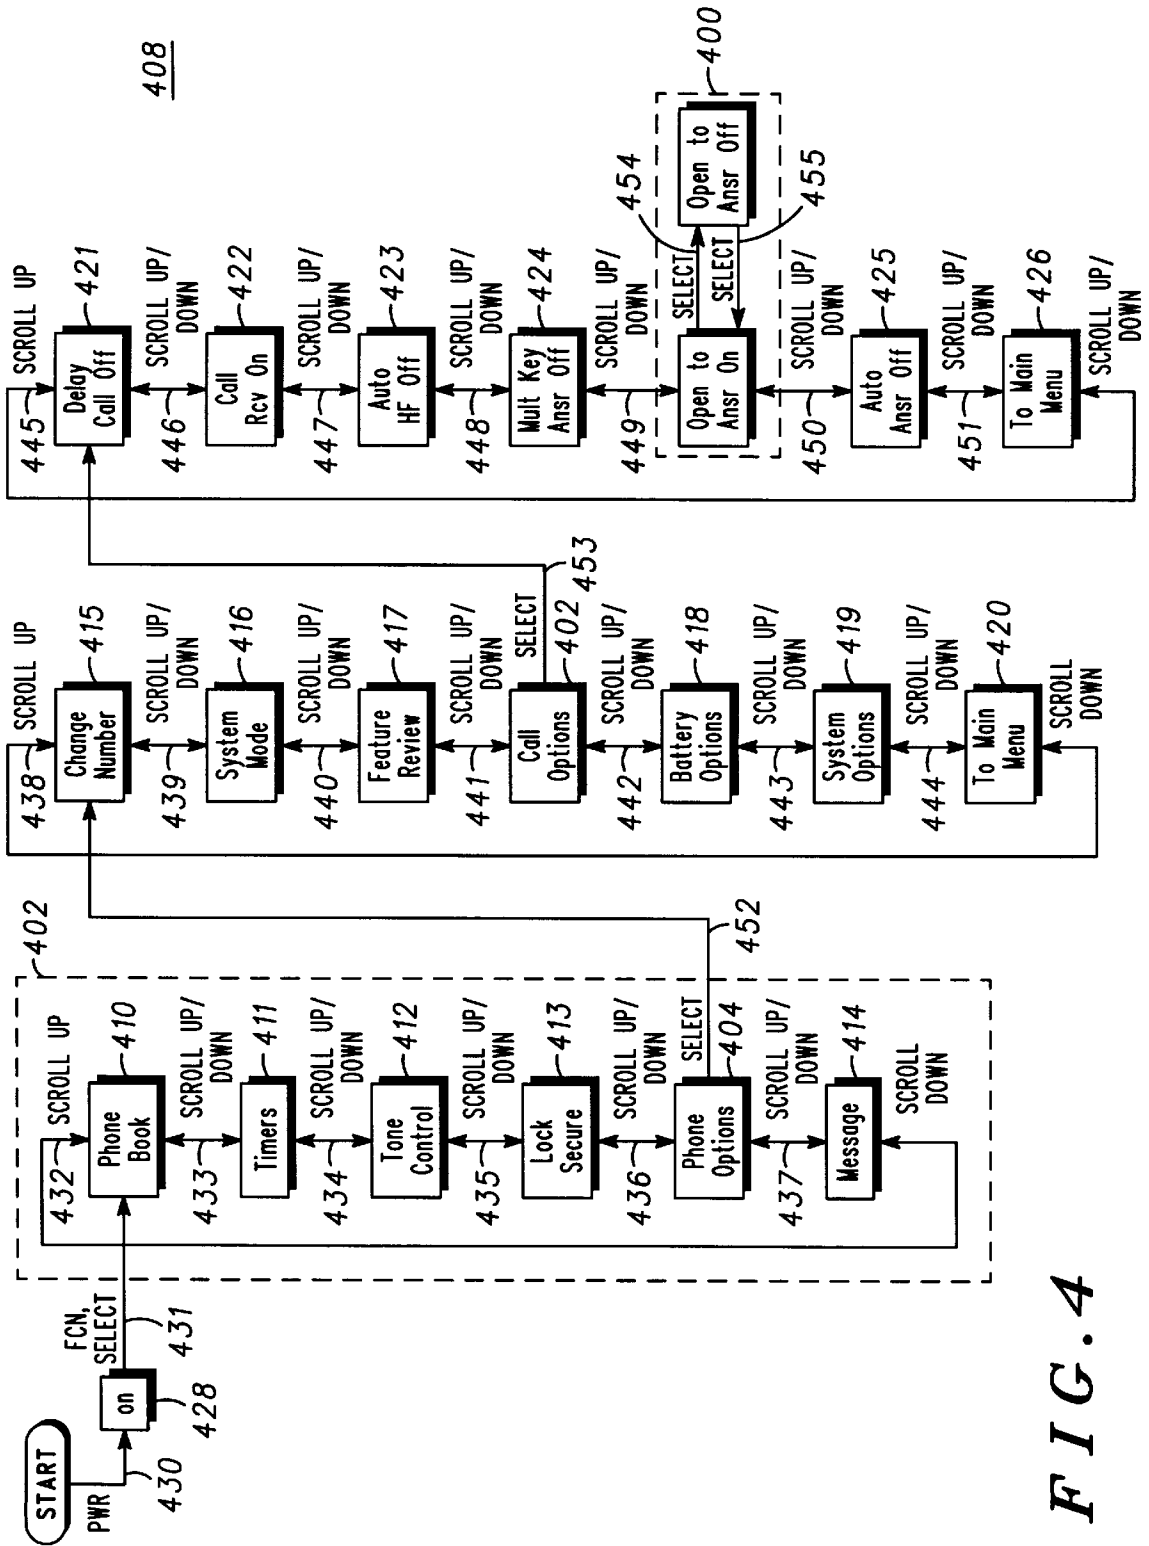 408
START
PWR
430
on
428
FCN,
SELECT
431
402
432
SCROLL UP
Phone
Book
410
433
SCROLL UP/
DOWN
Timers
411
434
SCROLL UP/
DOWN
Tone
Control
412
435
SCROLL UP/
DOWN
Lock
Secure
413
436
SCROLL UP/
DOWN
Phone
Options
404
SELECT
452
437
SCROLL UP/
DOWN
Message
414
SCROLL
DOWN
438
SCROLL UP
Change
Number
415
439
SCROLL UP/
DOWN
System
Mode
416
440
SCROLL UP/
DOWN
Feature
Review
417
441
SCROLL UP/
DOWN
Call
Options
402
SELECT
453
442
SCROLL UP/
DOWN
Battery
Options
418
443
SCROLL UP/
DOWN
System
Options
419
444
SCROLL UP/
DOWN
To Main
Menu
420
SCROLL
DOWN
445
SCROLL UP
Delay
Call Off
421
446
SCROLL UP/
DOWN
Call
Rcv On
422
447
SCROLL UP/
DOWN
Auto
HF Off
423
448
SCROLL UP/
DOWN
Mult Key
Ansr Off
424
449
SCROLL UP/
DOWN
Open to
Ansr On
SELECT
454
SELECT
455
Open to
Ansr Off
400
450
SCROLL UP/
DOWN
Auto
Ansr Off
425
451
SCROLL UP/
DOWN
To Main
Menu
426
SCROLL UP/
DOWN
FIG.4